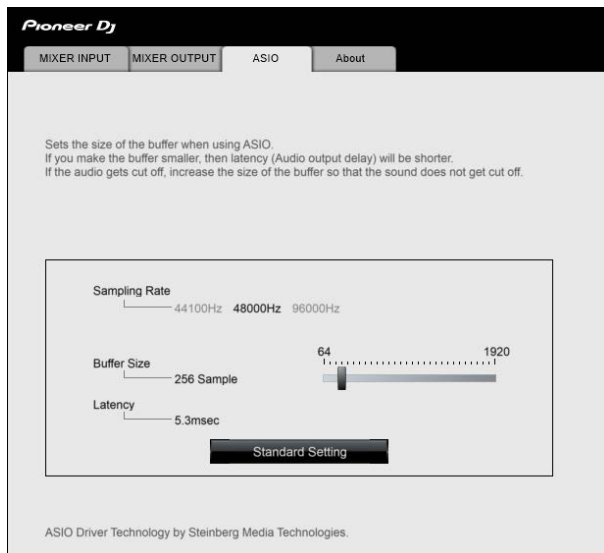 Pioneer Dj
MIXER INPUT MIXER OUTPUT ASIO About
Sets the size of the buffer when using ASIO.
If you make the buffer smaller, then latency (Audio output delay) will be shorter.
If the audio gets cut off, increase the size of the buffer so that the sound does not get cut off.
Sampling Rate
44100Hz 48000Hz 96000Hz
64 1920
Buffer Size
256 Sample
Latency
5.3msec
Standard Setting
ASIO Driver Technology by Steinberg Media Technologies.